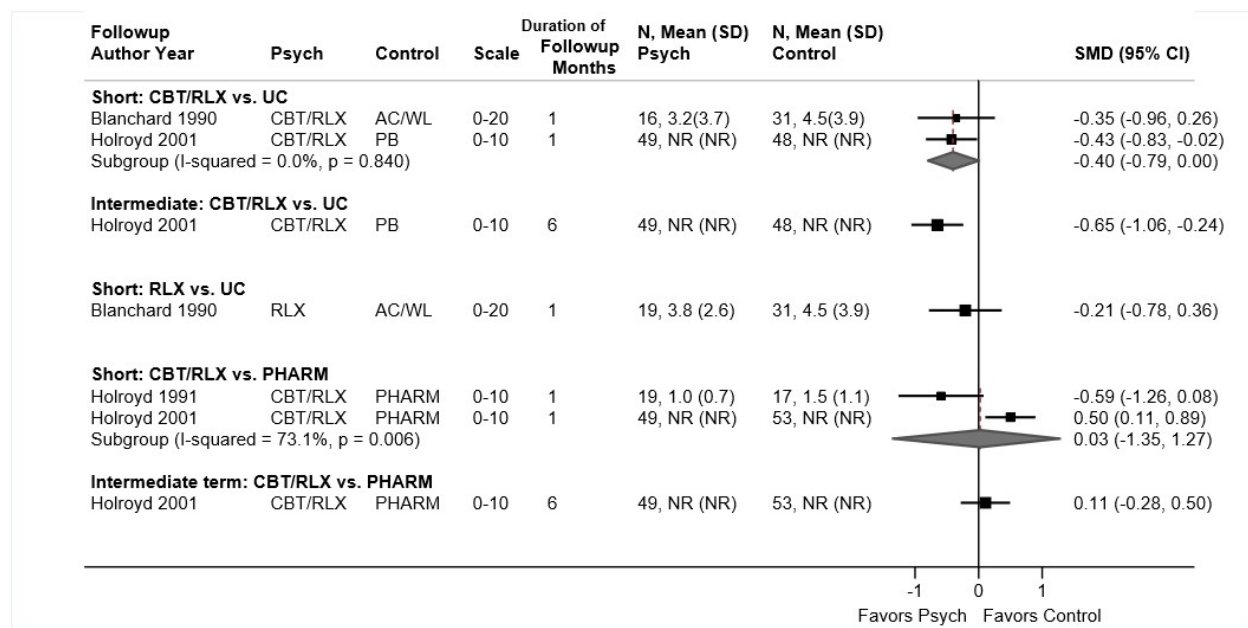 Followup Author Year Psych Control Scale Duration of Followup Months N, Mean (SD) Psych N, Mean (SD) Control SMD (95% CI)
Short: CBT/RLX vs. UC
Blanchard 1990 CBT/RLX AC/WL 0-20 1 16, 3.2(3.7) 31, 4.5(3.9) -0.35 (-0.96, 0.26)
Holroyd 2001 CBT/RLX PB 0-10 1 49, NR (NR) 48, NR (NR) -0.43 (-0.83, -0.02)
Subgroup (I-squared = 0.0%, p = 0.840) -0.40 (-0.79, 0.00)
Intermediate: CBT/RLX vs. UC
Holroyd 2001 CBT/RLX PB 0-10 6 49, NR (NR) 48, NR (NR) -0.65 (-1.06, -0.24)
Short: RLX vs. UC
Blanchard 1990 RLX AC/WL 0-20 1 19, 3.8 (2.6) 31, 4.5 (3.9) -0.21 (-0.78, 0.36)
Short: CBT/RLX vs. PHARM
Holroyd 1991 CBT/RLX PHARM 0-10 1 19, 1.0 (0.7) 17, 1.5 (1.1) -0.59 (-1.26, 0.08)
Holroyd 2001 CBT/RLX PHARM 0-10 1 49, NR (NR) 53, NR (NR) 0.50 (0.11, 0.89)
Subgroup (I-squared = 73.1%, p = 0.006) 0.03 (-1.35, 1.27)
Intermediate term: CBT/RLX vs. PHARM
Holroyd 2001 CBT/RLX PHARM 0-10 6 49, NR (NR) 53, NR (NR) 0.11 (-0.28, 0.50)
-1 0 1
Favors Psych Favors Control